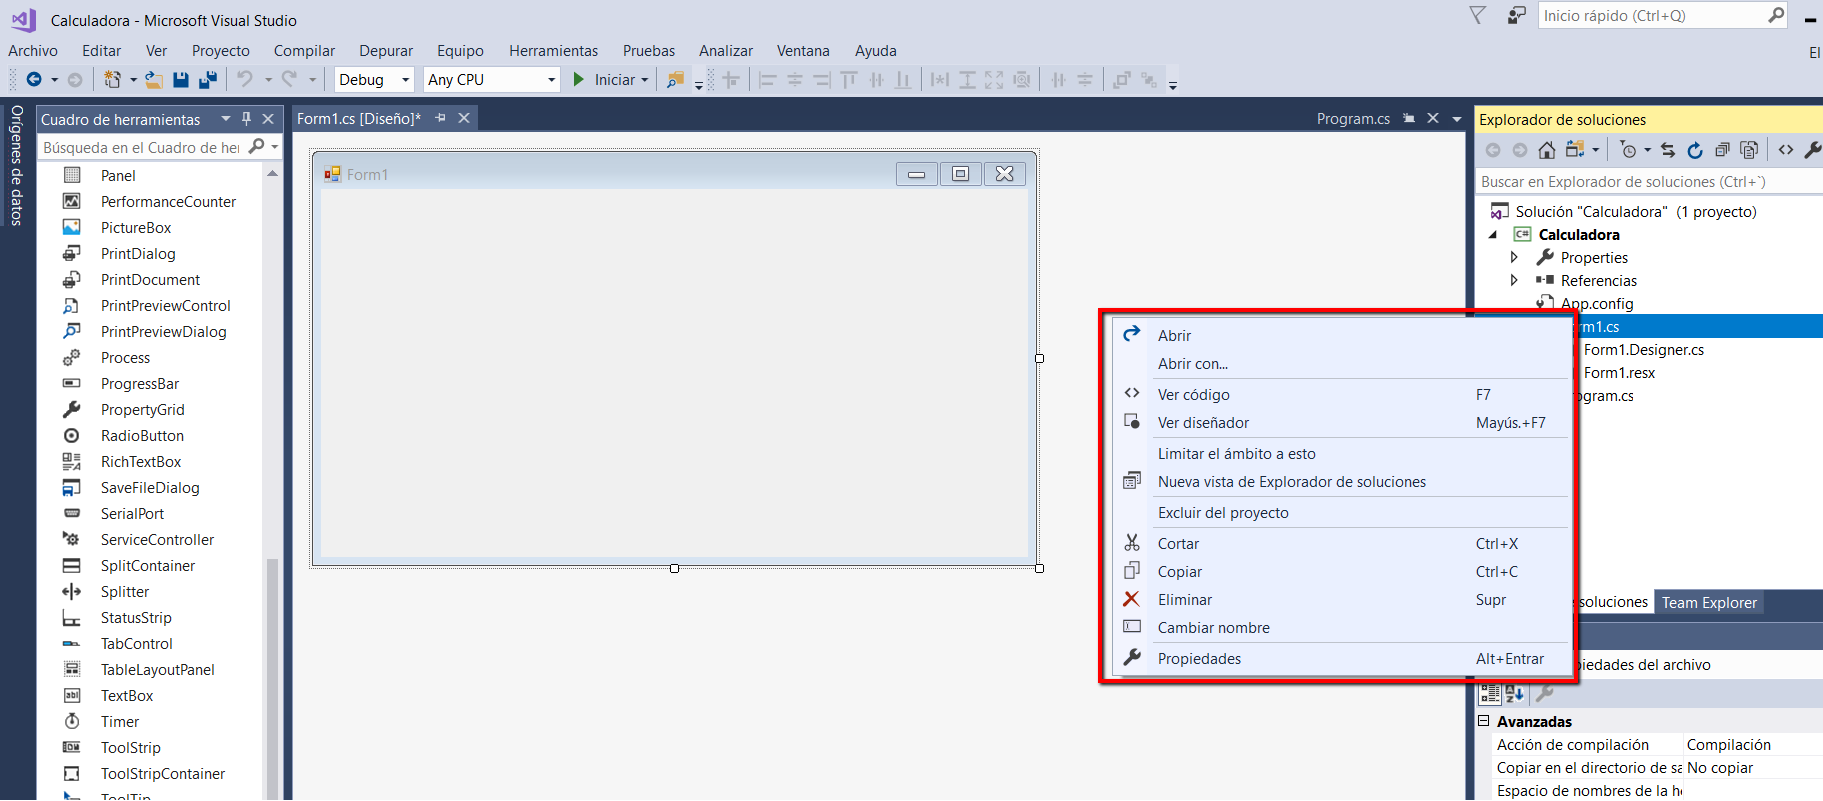 Calculadora - Microsoft Visual Studio
Inicio rápido (Ctrl+Q)
Archivo Editar Ver Proyecto Compilar Depurar Equipo Herramientas Pruebas Analizar Ventana Ayuda
El
Debug Any CPU Iniciar
Orígenes de datos
Cuadro de herramientas
Búsqueda en el Cuadro de he
Panel
PerformanceCounter
PictureBox
PrintDialog
PrintDocument
PrintPreviewControl
PrintPreviewDialog
Process
ProgressBar
PropertyGrid
RadioButton
RichTextBox
SaveFileDialog
SerialPort
ServiceController
SplitContainer
Splitter
StatusStrip
TabControl
TableLayoutPanel
TextBox
Timer
ToolStrip
ToolStripContainer
ToolTip
Form1.cs [Diseño]*
Program.cs
Form1
Abrir
Abrir con...
Ver código F7
Ver diseñador Mayús.+F7
Limitar el ámbito a esto
Nueva vista de Explorador de soluciones
Excluir del proyecto
Cortar Ctrl+X
Copiar Ctrl+C
Eliminar Supr
Cambiar nombre
Propiedades Alt+Entrar
Explorador de soluciones
Buscar en Explorador de soluciones (Ctrl+`)
Solución "Calculadora" (1 proyecto)
C# Calculadora
Properties
Referencias
App.config
rm1.cs
Form1.Designer.cs
Form1.resx
ogram.cs
soluciones Team Explorer
iedades del archivo
Avanzadas
Acción de compilación Compilación
Copiar en el directorio de sa No copiar
Espacio de nombres de la he